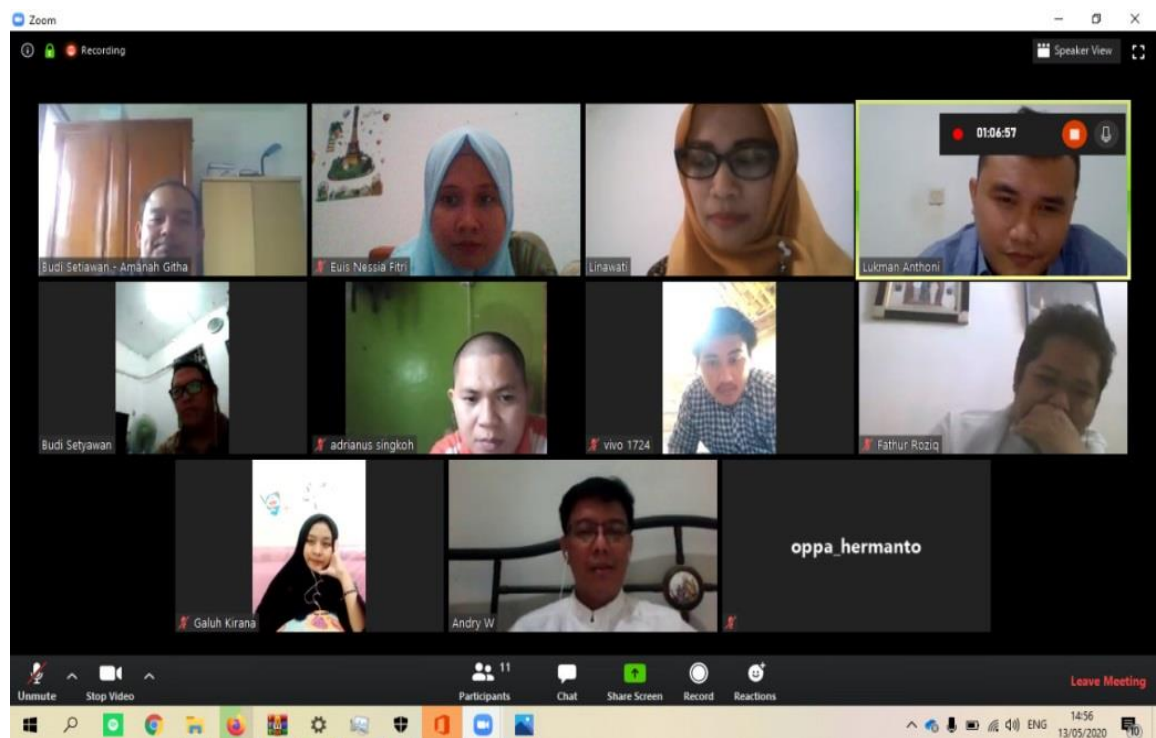 Zoom
Recording
Speaker View
01:06:57
Budi Setiawan - Amanah Githa
Euis Nessia Fitri
Linawati
Lukman Anthoni
Budi Setyawan
adrianus singkoh
vivo 1724
Fathur Roziq
Galuh Kirana
Andry W
oppa_hermanto
Unmute
Stop Video
11
Participants
Chat
Share Screen
Record
Reactions
Leave Meeting
ENG
14:56
13/05/2020
10